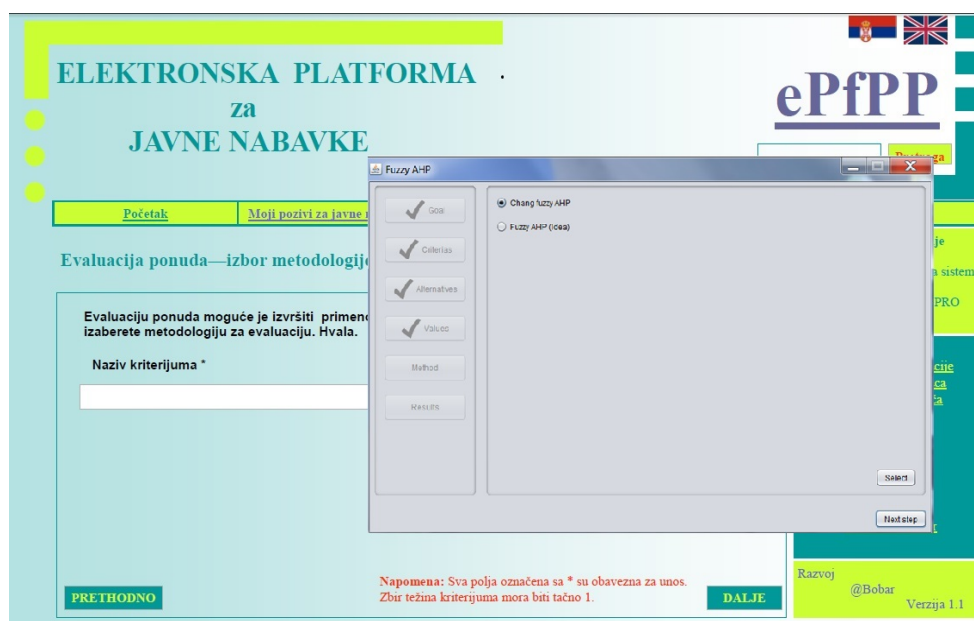 ELEKTRONSKA PLATFORMA
za
JAVNE NABAVKE
ePfPP
Početak
Moji pozivi za javne
Evaluacija ponuda—izbor metodologije
Evaluaciju ponuda moguće je izvršiti
izaberete metodologiju za evaluaciju. Hvala.
Naziv kriterijuma *
Fuzzy AHP
Goal
Criterias
Alternatives
Values
Method
Results
Chang fuzzy AHP
Fuzzy AHP (idea)
Select
Next step
je
sistem
PRO
cije
ca
PRETHODNO
Napomena: Sva polja označena sa * su obavezna za unos.
Zbir težina kriterijuma mora biti tačno 1.
DALJE
Razvoj
@Bobar
Verzija 1.1